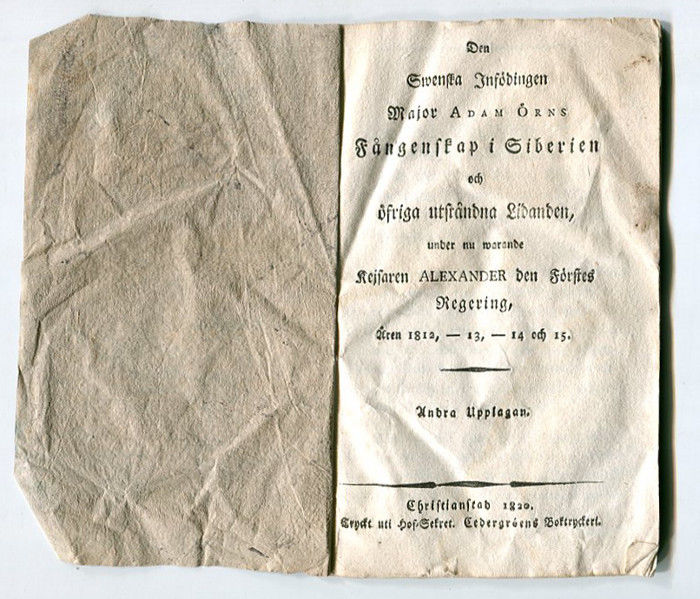 Den
Swenska Infödingen
Major ADAM ÖRNS
Fångenskap i Siberien
och
öfriga utståndna Lidanden,
under nu warande
Kejsaren ALEXANDER den Förstes
Regering,
Åren 1812, — 13, — 14 och 15.
Andra Upplagan.
Christianstad 1820.
Tryckt uti Hof-Sekret. Cedergréens Boktryckeri.